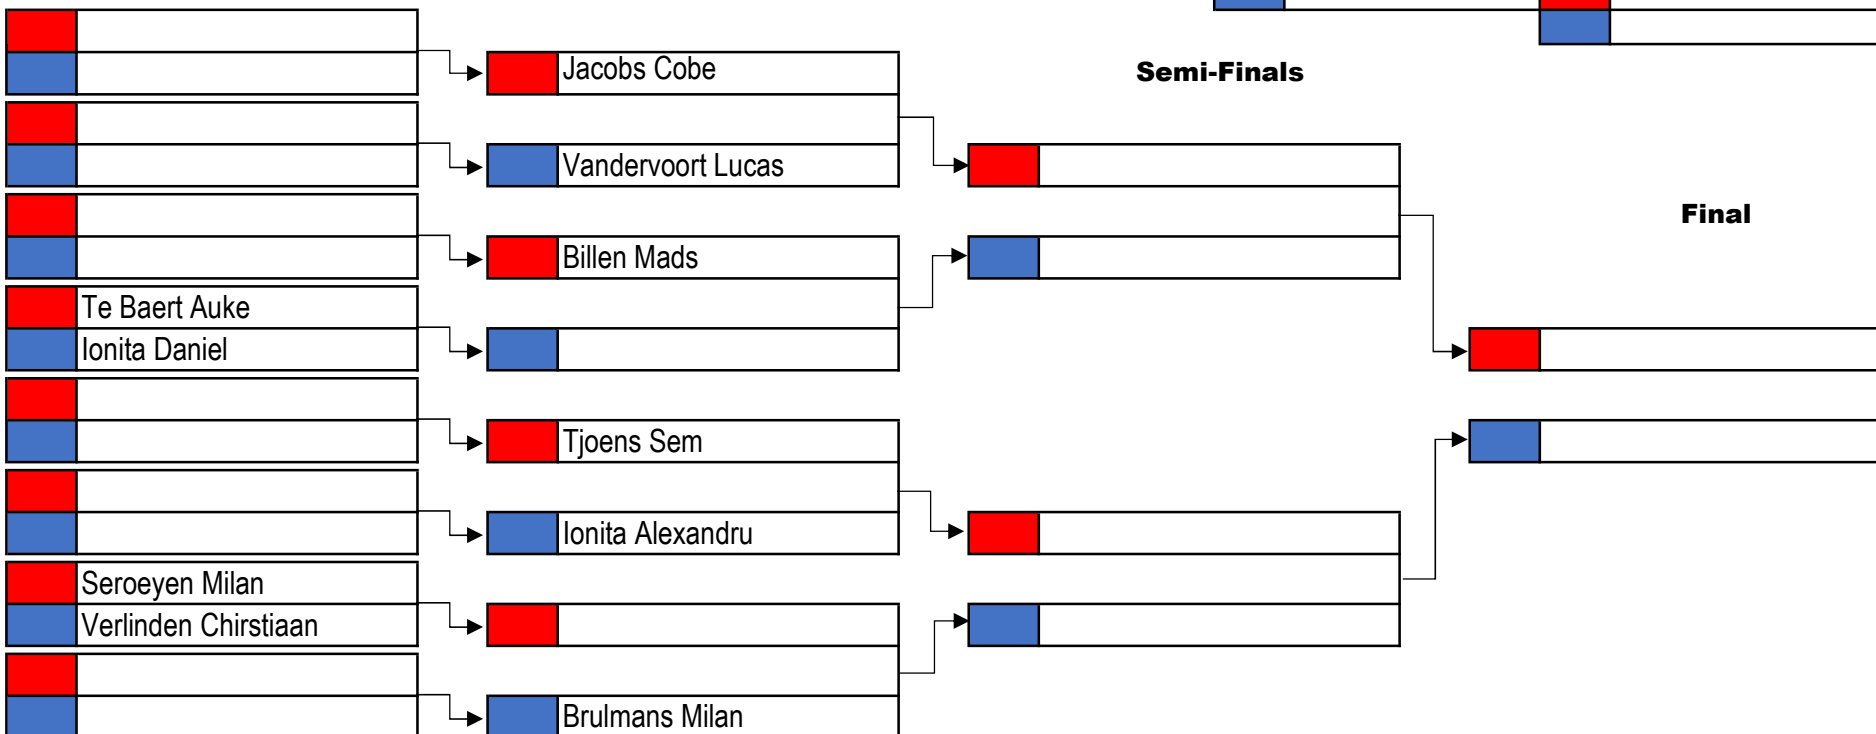 Jacobs Cobe
Semi-Finals
Vandervoort Lucas
Final
Billen Mads
Te Baert Auke
Ionita Daniel
Tjoens Sem
Ionita Alexandru
Seroeyen Milan
Verlinden Chirstiaan
Brulmans Milan